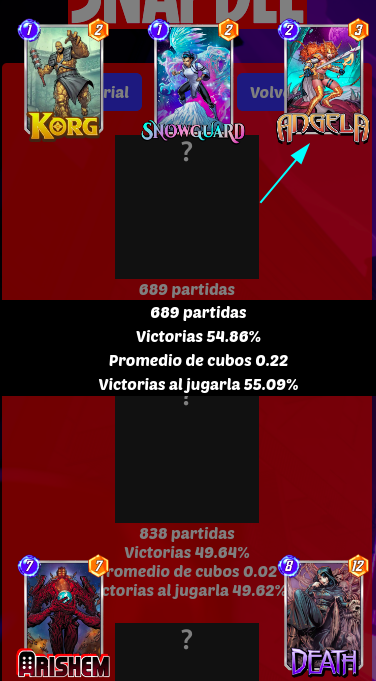 SNAPDLE
1 2
KORG
1 2
SNOWGUARD
2 3
ANGELA
rial
Volv
?
689 partidas
689 partidas
Victorias 54.86%
Promedio de cubos 0.22
Victorias al jugarla 55.09%
?
838 partidas
Victorias 49.64%
romedio de cubos 0.02
ctorias al jugarla 49.62%
7 7
ARISHEM
?
8 12
DEATH